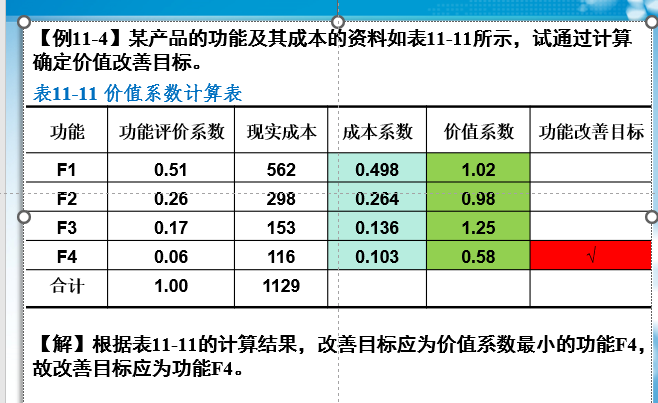 【例11-4】某产品的功能及其成本的资料如表11-11所示，试通过计算
确定价值改善目标。
表11-11 价值系数计算表
功能 功能评价系数 现实成本 成本系数 价值系数 功能改善目标
F1 0.51 562 0.498 1.02
F2 0.26 298 0.264 0.98
F3 0.17 153 0.136 1.25
F4 0.06 116 0.103 0.58 √
合计 1.00 1129
【解】根据表11-11的计算结果，改善目标应为价值系数最小的功能F4，
故改善目标应为功能F4。